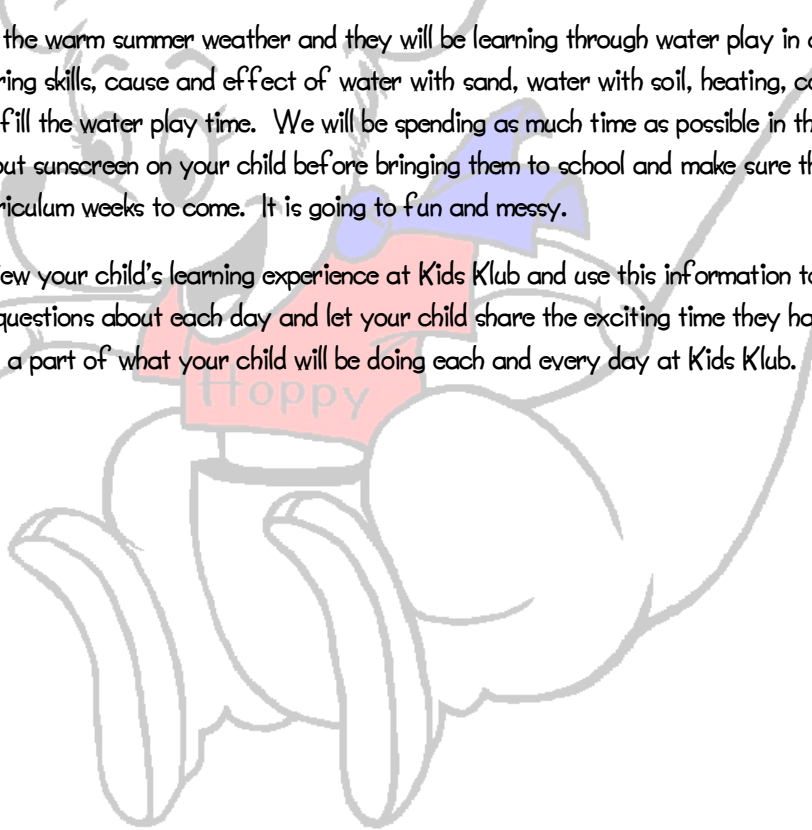 the warm summer weather and they will be learning through water play in
ring skills, cause and effect of water with sand, water with soil, heating,
fill the water play time. We will be spending as much time as possible in th
out sunscreen on your child before bringing them to school and make sure th
riculum weeks to come. It is going to fun and messy.
iew your child's learning experience at Kids Klub and use this information to
questions about each day and let your child share the exciting time they ha
a part of what your child will be doing each and every day at Kids Klub.
Hoppy